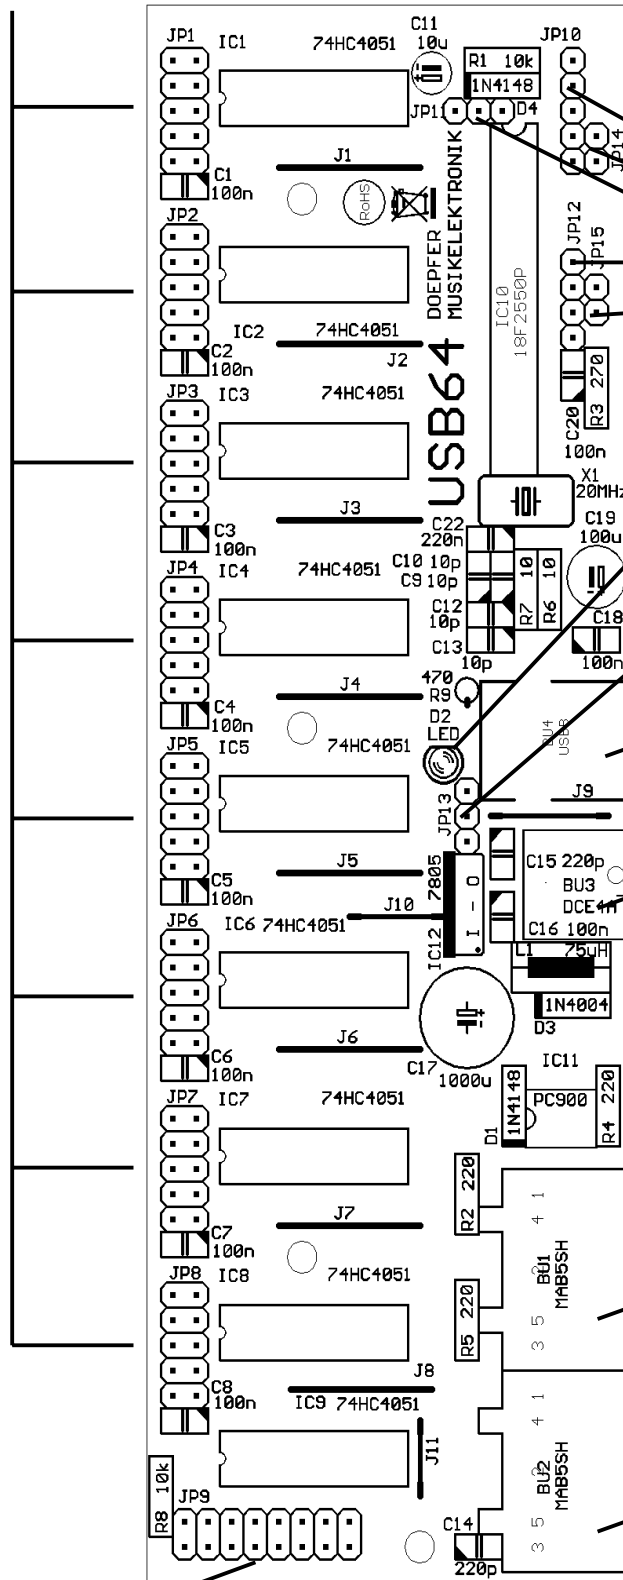 JP1
IC1
74HC4051
C11
10u
R1 10k
1N4148
JP10
JP11
D4
JP14
J1
C1
100n
RoHS
DOEPFER
MUSIKELEKTRONIK
USB64
IC10
18F2550P
JP12
JP15
JP2
IC2
74HC4051
J2
C2
100n
R3 270
C20
100n
JP3
IC3
74HC4051
X1
20MHz
J3
C3
100n
C22
220n
C19
100u
JP4
IC4
74HC4051
C10 10p
C9 10p
C12
10p
C13
10p
R7 10
R6 10
C18
100n
J4
C4
100n
470
R9
D2
LED
BU4
USBB
JP5
IC5
74HC4051
JP13
J9
J5
C5
100n
7805
IC12
I - O
C15 220p
BU3
DCE4A
C16 100n
J10
JP6
IC6 74HC4051
L1 75uH
1N4004
D3
J6
C6
100n
C17
1000u
IC11
PC900
1N4148
D1
R4 220
JP7
IC7
74HC4051
R2 220
J7
C7
100n
1
4
2
5
3
BU1
MAB5SH
JP8
IC8
74HC4051
R5 220
J8
C8
100n
IC9 74HC4051
J11
1
4
2
5
3
BU2
MAB5SH
R8 10k
JP9
C14
220p